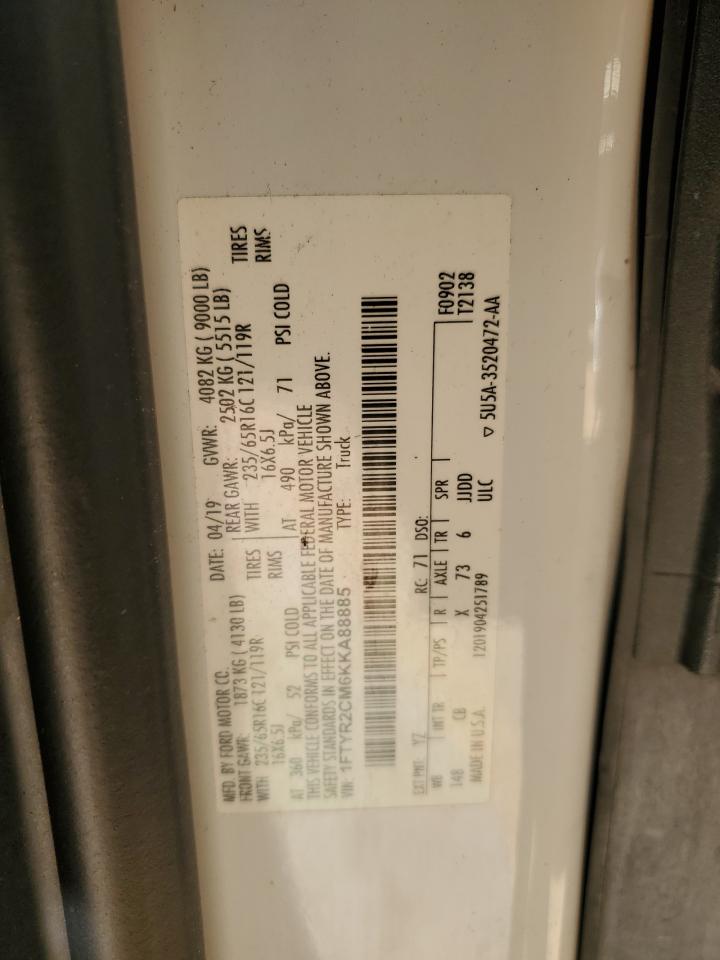 MFD. BY FORD MOTOR CO.
DATE: 04/19 GVWR: 4082 KG ( 9000 LB)
FRONT GAWR: 1873 KG ( 4130 LB) REAR GAWR: 2502 KG ( 5515 LB)
WITH 235/65R16C 121/119R TIRES WITH 235/65R16C 121/119R TIRES
16X6.5J RIMS 16X6.5J RIMS
AT 360 kPa/ 52 PSI COLD AT 490 kPa/ 71 PSI COLD
THIS VEHICLE CONFORMS TO ALL APPLICABLE FEDERAL MOTOR VEHICLE
SAFETY STANDARDS IN EFFECT ON THE DATE OF MANUFACTURE SHOWN ABOVE.
VIN: 1FTYR2CM6KKA88885 TYPE: Truck
EXT PNT: YZ RC: 71 DSO:
WB INT TR TP/PS R AXLE TR SPR F0902
148 CB X 73 6 JJDD T2138
MADE IN U.S.A. 1201904251789 ULC
▽ 5U5A-3520472-AA